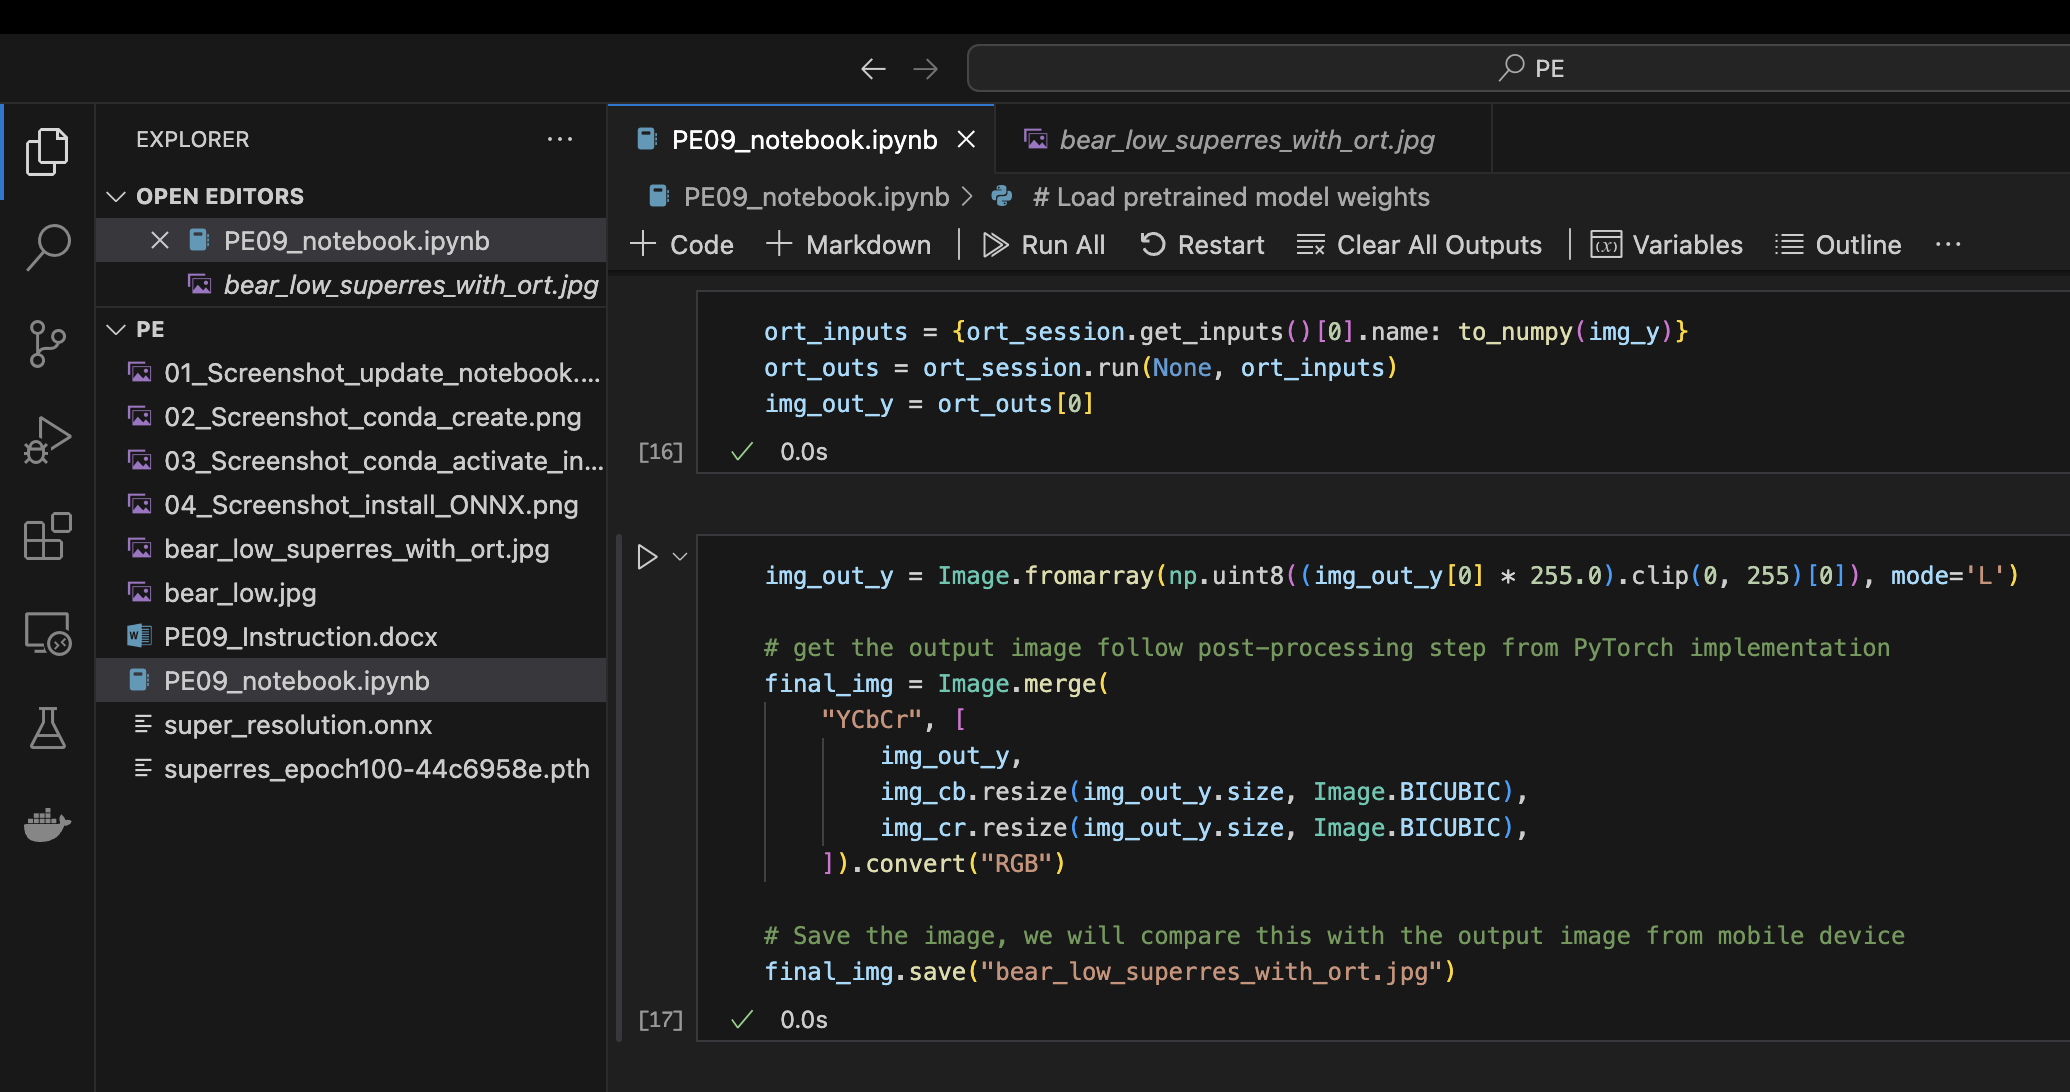 PE
EXPLORER
OPEN EDITORS
PE09_notebook.ipynb
bear_low_superres_with_ort.jpg
PE
01_Screenshot_update_notebook....
02_Screenshot_conda_create.png
03_Screenshot_conda_activate_in...
04_Screenshot_install_ONNX.png
bear_low_superres_with_ort.jpg
bear_low.jpg
PE09_Instruction.docx
PE09_notebook.ipynb
super_resolution.onnx
superres_epoch100-44c6958e.pth
PE09_notebook.ipynb bear_low_superres_with_ort.jpg
PE09_notebook.ipynb > # Load pretrained model weights
+ Code + Markdown | Run All Restart Clear All Outputs | (x) Variables Outline ...
ort_inputs = {ort_session.get_inputs()[0].name: to_numpy(img_y)}
ort_outs = ort_session.run(None, ort_inputs)
img_out_y = ort_outs[0]
[16] ✓ 0.0s
img_out_y = Image.fromarray(np.uint8((img_out_y[0] * 255.0).clip(0, 255)[0]), mode='L')
# get the output image follow post-processing step from PyTorch implementation
final_img = Image.merge(
"YCbCr", [
img_out_y,
img_cb.resize(img_out_y.size, Image.BICUBIC),
img_cr.resize(img_out_y.size, Image.BICUBIC),
]).convert("RGB")
# Save the image, we will compare this with the output image from mobile device
final_img.save("bear_low_superres_with_ort.jpg")
[17] ✓ 0.0s